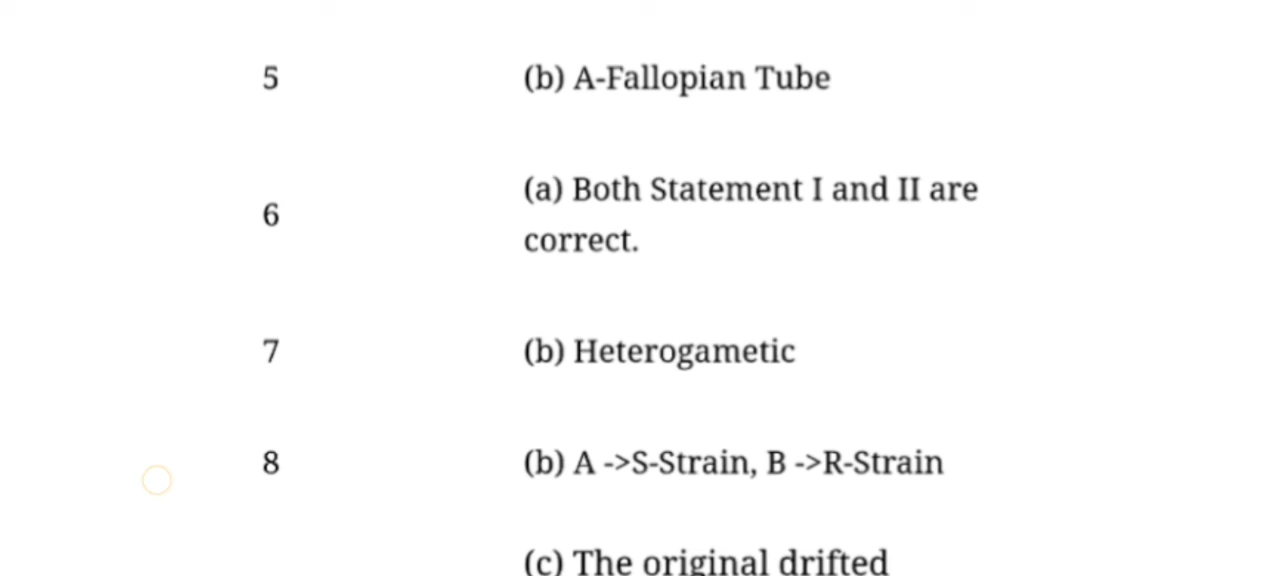 5 (b) A-Fallopian Tube
(a) Both Statement I and II are
6
correct.
7 (b) Heterogametic
8 (b) A ->S-Strain, B ->R-Strain
(c) The original drifted